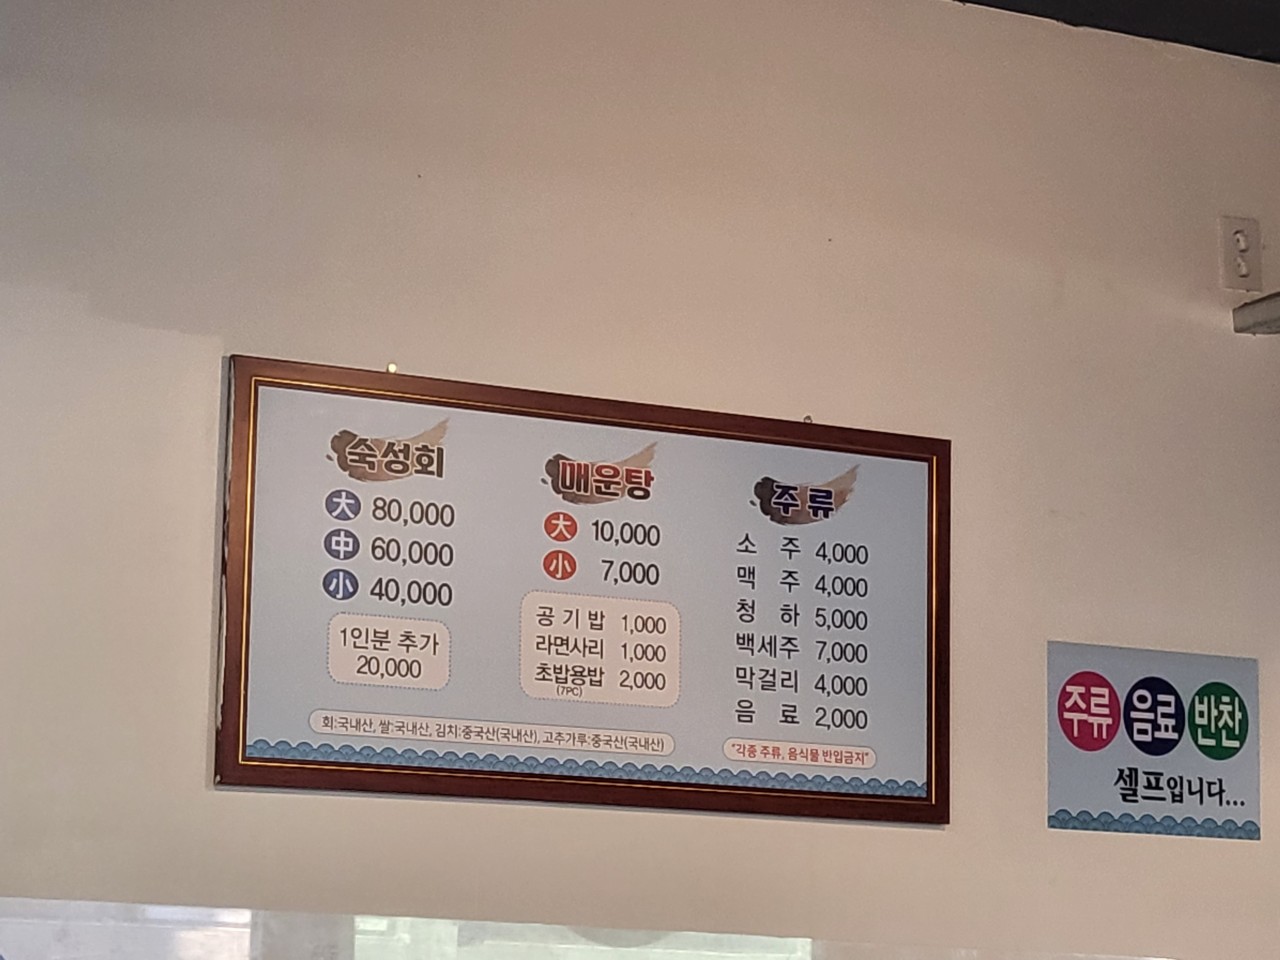 숙성회
大 80,000
中 60,000
小 40,000
1인분 추가
20,000
매운탕
大 10,000
小 7,000
공기밥 1,000
라면사리 1,000
초밥용밥 2,000
(7PC)
주류
소 주 4,000
맥 주 4,000
청 하 5,000
백세주 7,000
막걸리 4,000
음 료 2,000
회:국내산, 쌀:국내산, 김치:중국산(국내산), 고추가루:중국산(국내산)
"각종 주류, 음식물 반입금지"
주류 음료 반찬
셀프입니다...